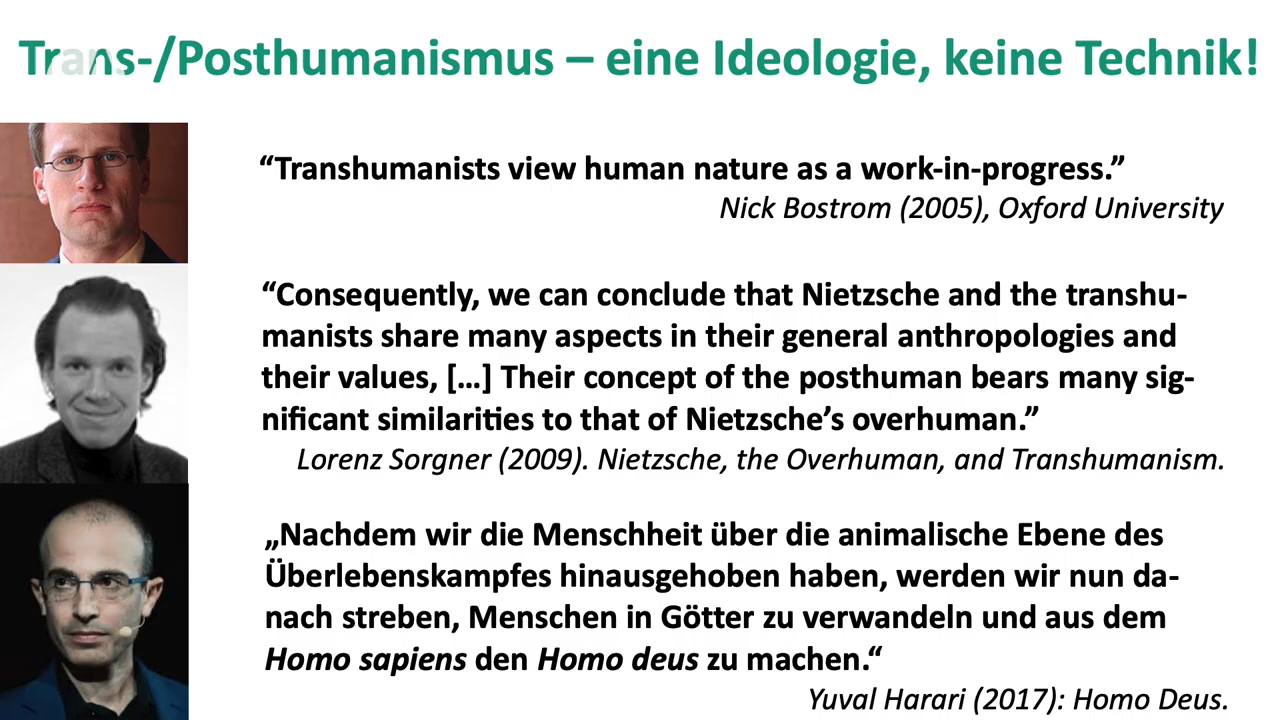 Trans-/Posthumanismus – eine Ideologie, keine Technik!
“Transhumanists view human nature as a work-in-progress.”
Nick Bostrom (2005), Oxford University
“Consequently, we can conclude that Nietzsche and the transhu-
manists share many aspects in their general anthropologies and
their values, […] Their concept of the posthuman bears many sig-
nificant similarities to that of Nietzsche’s overhuman.”
Lorenz Sorgner (2009). Nietzsche, the Overhuman, and Transhumanism.
„Nachdem wir die Menschheit über die animalische Ebene des
Überlebenskampfes hinausgehoben haben, werden wir nun da-
nach streben, Menschen in Götter zu verwandeln und aus dem
Homo sapiens den Homo deus zu machen.“
Yuval Harari (2017): Homo Deus.